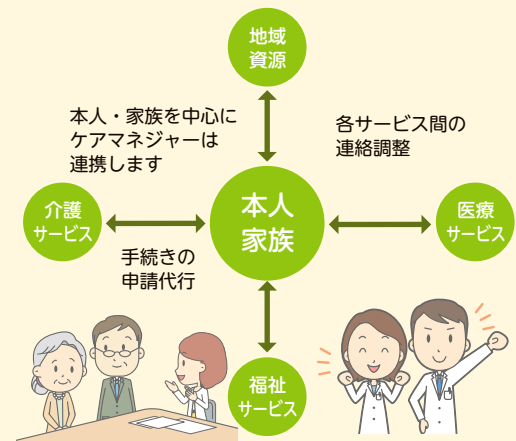 地域
資源
本人・家族を中心に
ケアマネジャーは
連携します
各サービス間の
連絡調整
介護
サービス
本人
家族
医療
サービス
手続きの
申請代行
福祉
サービス